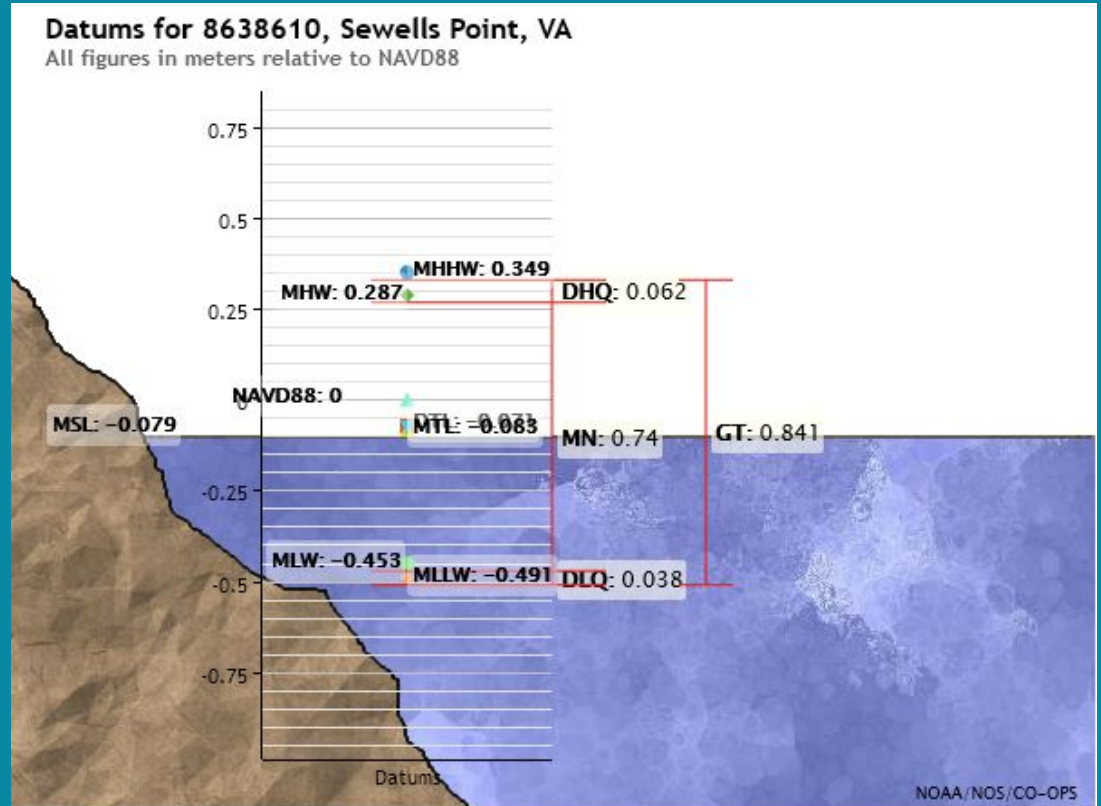 Datums for 8638610, Sewells Point, VA
All figures in meters relative to NAVD88
0.75
0.5
MHHW: 0.349
MHW: 0.287
DHQ: 0.062
0.25
NAVD88: 0
0
DTL: −0.071
MSL: −0.079
MTL: −0.083
MN: 0.74
GT: 0.841
-0.25
MLW: −0.453
MLLW: −0.491
DLQ: 0.038
-0.5
-0.75
Datums
NOAA/NOS/CO-OPS